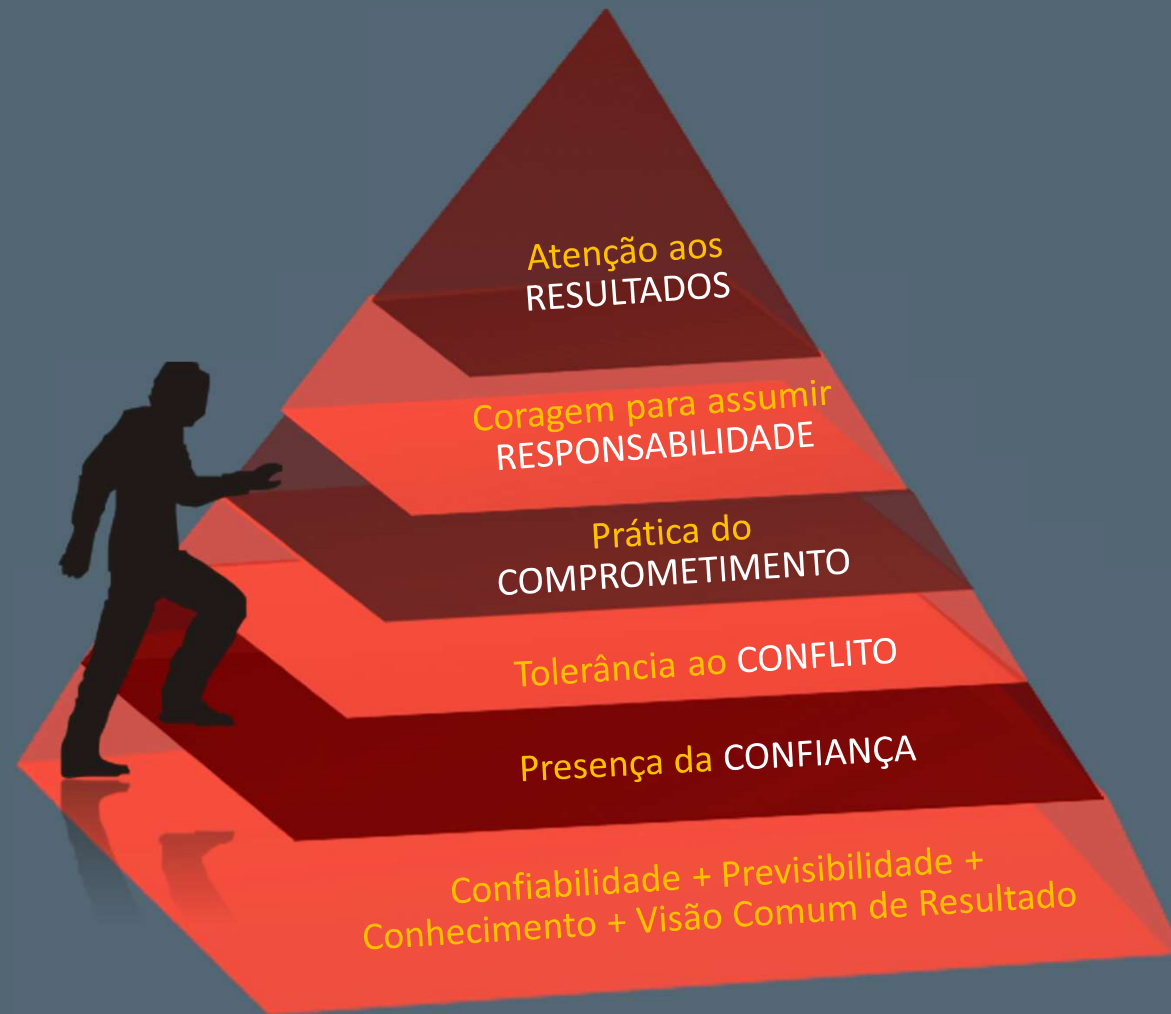 Atenção aos
RESULTADOS
Coragem para assumir
RESPONSABILIDADE
Prática do
COMPROMETIMENTO
Tolerância ao CONFLITO
Presença da CONFIANÇA
Confiabilidade + Previsibilidade +
Conhecimento + Visão Comum de Resultado